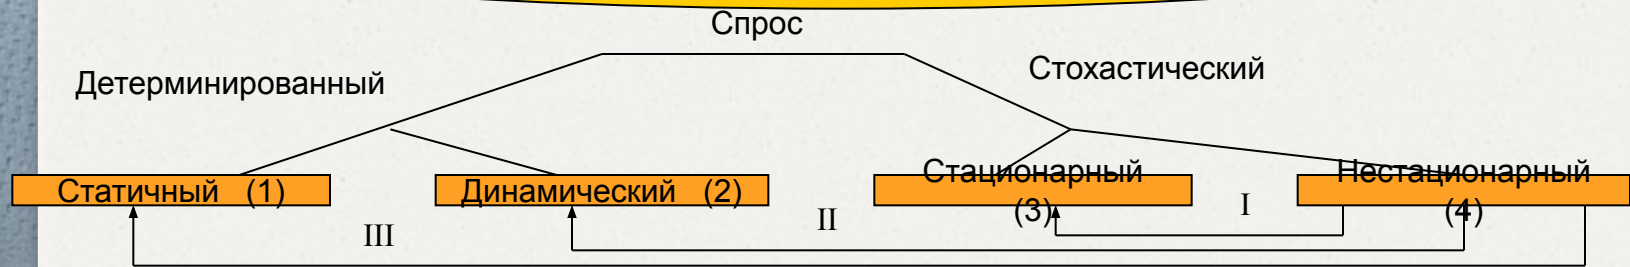 Спрос
Детерминированный
Стохастический
Статичный (1)
Динамический (2)
Стационарный
(3)
I
Нестационарный
(4)
II
III